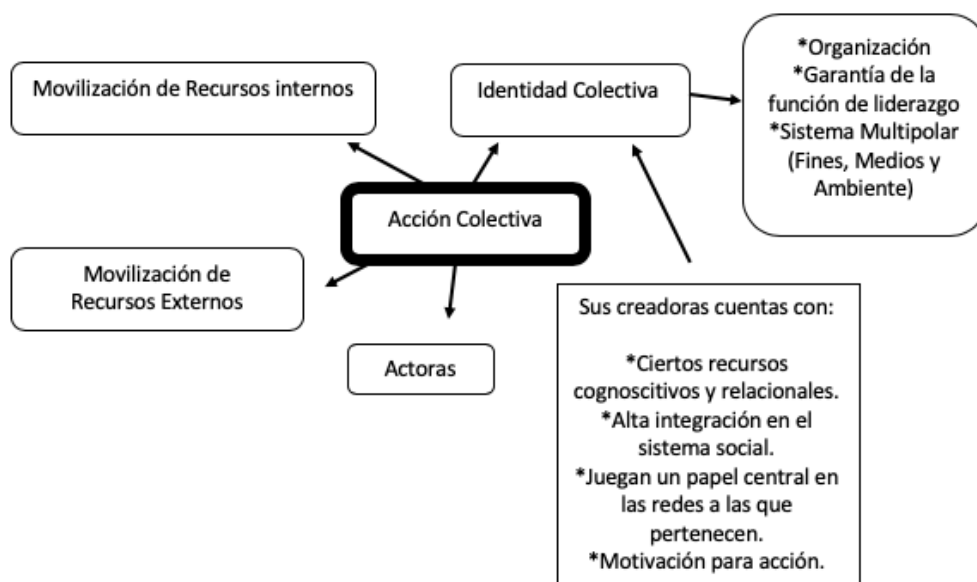 Movilización de Recursos internos
Identidad Colectiva
*Organización
*Garantía de la
función de liderazgo
*Sistema Multipolar
(Fines, Medios y
Ambiente)
Acción Colectiva
Movilización de
Recursos Externos
Actoras
Sus creadoras cuentas con:
*Ciertos recursos
cognoscitivos y relacionales.
*Alta integración en el
sistema social.
*Juegan un papel central en
las redes a las que
pertenecen.
*Motivación para acción.